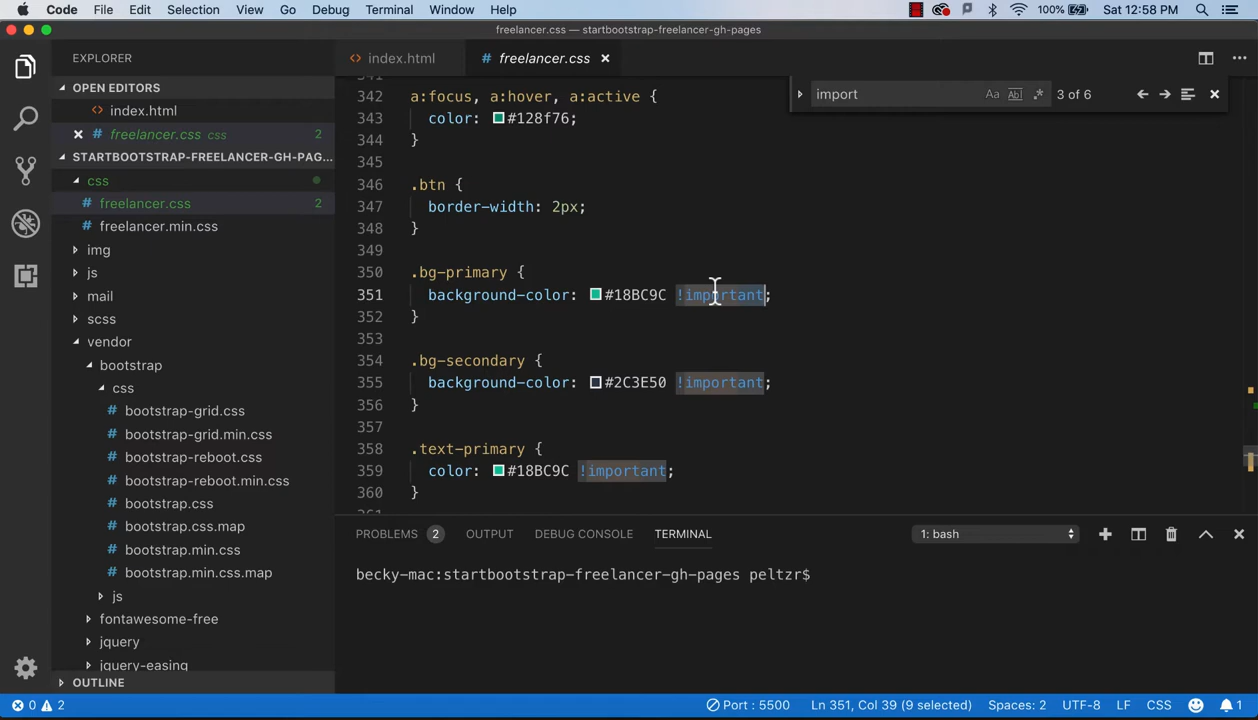 Code File Edit Selection View Go Debug Terminal Window Help 100% Sat 12:58 PM
freelancer.css — startbootstrap-freelancer-gh-pages
EXPLORER
OPEN EDITORS
index.html
freelancer.css css 2
STARTBOOTSTRAP-FREELANCER-GH-PAG...
css
freelancer.css 2
freelancer.min.css
img
js
mail
scss
vendor
bootstrap
css
bootstrap-grid.css
bootstrap-grid.min.css
bootstrap-reboot.css
bootstrap-reboot.min.css
bootstrap.css
bootstrap.css.map
bootstrap.min.css
bootstrap.min.css.map
js
fontawesome-free
jquery
jquery-easing
OUTLINE
index.html
freelancer.css
import Aa Abl .* 3 of 6
341
342 a:focus, a:hover, a:active {
343 color: #128f76;
344 }
345
346 .btn {
347 border-width: 2px;
348 }
349
350 .bg-primary {
351 background-color: #18BC9C !important;
352 }
353
354 .bg-secondary {
355 background-color: #2C3E50 !important;
356 }
357
358 .text-primary {
359 color: #18BC9C !important;
360 }
361
PROBLEMS 2 OUTPUT DEBUG CONSOLE TERMINAL 1: bash
becky-mac:startbootstrap-freelancer-gh-pages peltzr$
0 2 Port : 5500 Ln 351, Col 39 (9 selected) Spaces: 2 UTF-8 LF CSS 1